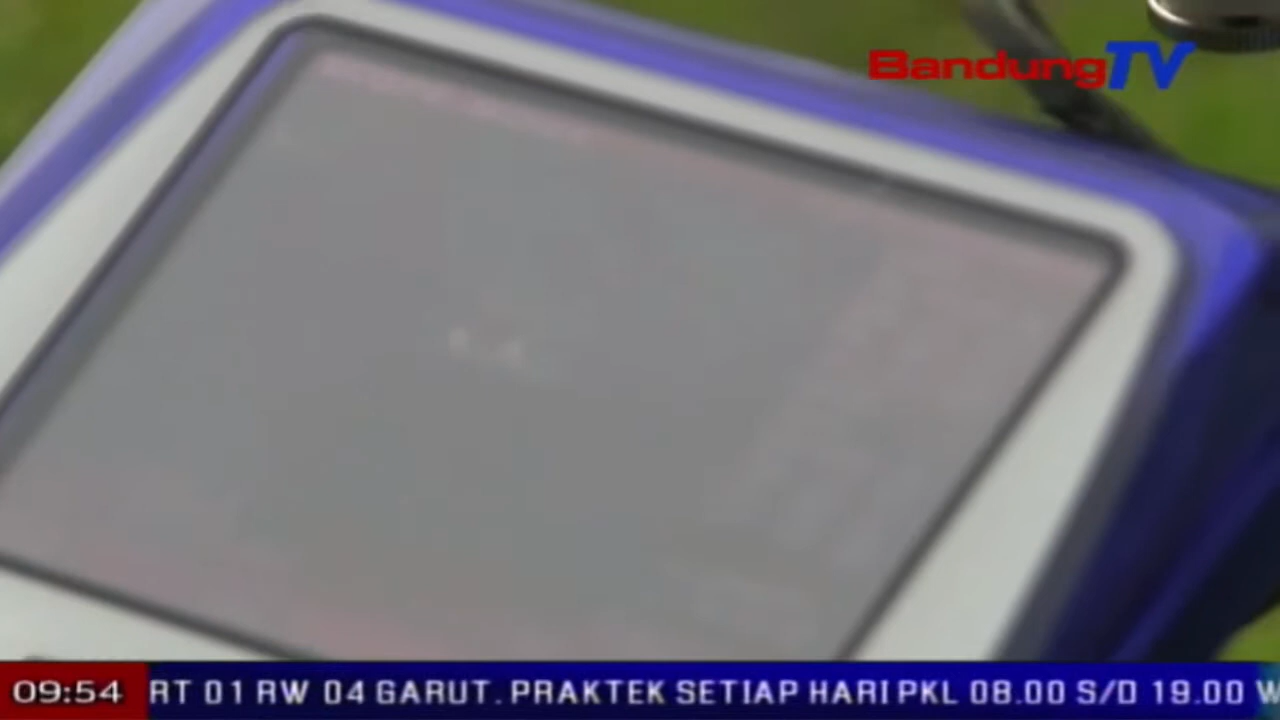 BandungTV
09:54 RT 01 RW 04 GARUT. PRAKTEK SETIAP HARI PKL 08.00 S/D 19.00 W